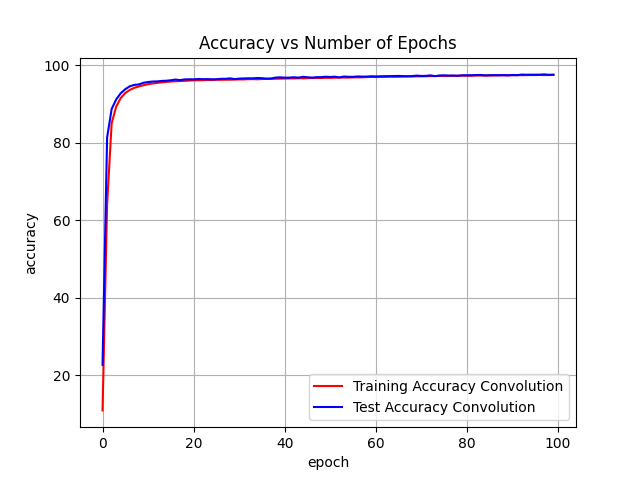 Accuracy vs Number of Epochs
accuracy
100
80
60
40
20
0 20 40 60 80 100
epoch
Training Accuracy Convolution
Test Accuracy Convolution